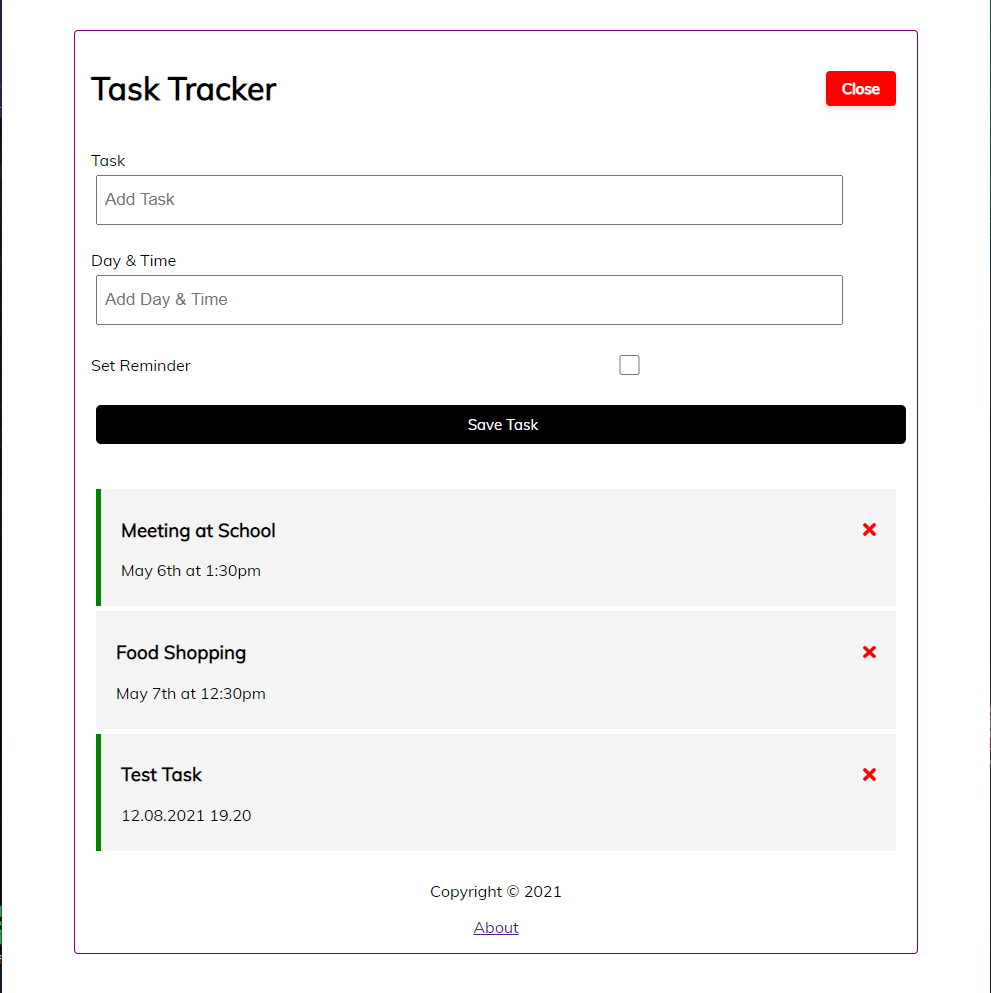 Task Tracker
Close
Task
Add Task
Day & Time
Add Day & Time
Set Reminder
Save Task
Meeting at School
May 6th at 1:30pm
Food Shopping
May 7th at 12:30pm
Test Task
12.08.2021 19.20
Copyright © 2021
About